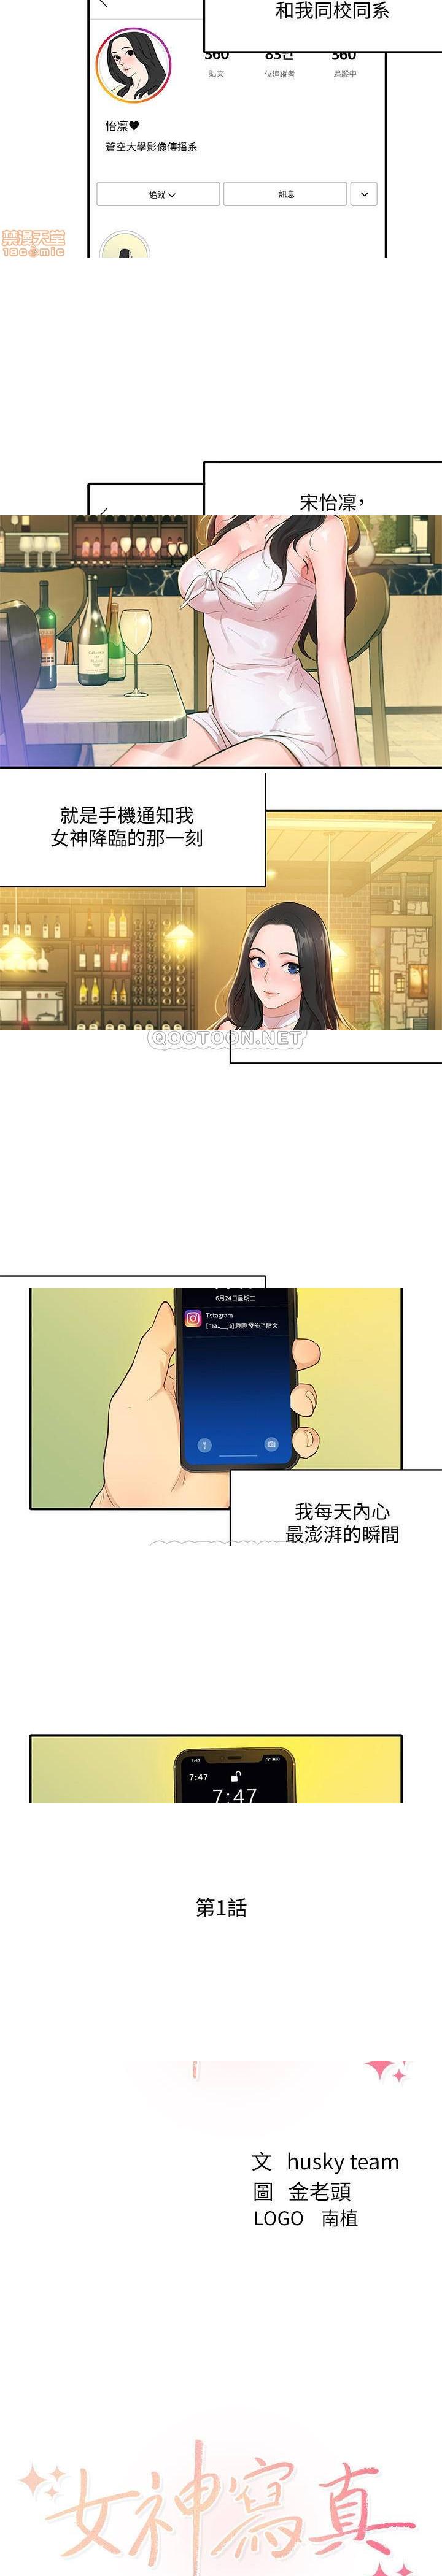 和我同校同系
360
83만
360
貼文
位追蹤者
追蹤中
怡凜♥
蒼空大學影像傳播系
追蹤
訊息
禁漫天堂
18comic
宋怡凜,
就是手機通知我
女神降臨的那一刻
QOOTOON.NET
6月24日星期三
Tstagram
{ma1__ja}剛剛發佈了貼文
我每天內心
最澎湃的瞬間
7:47
7:47
7:47
第1話
文 husky team
圖 金老頭
LOGO 南植
女神寫真